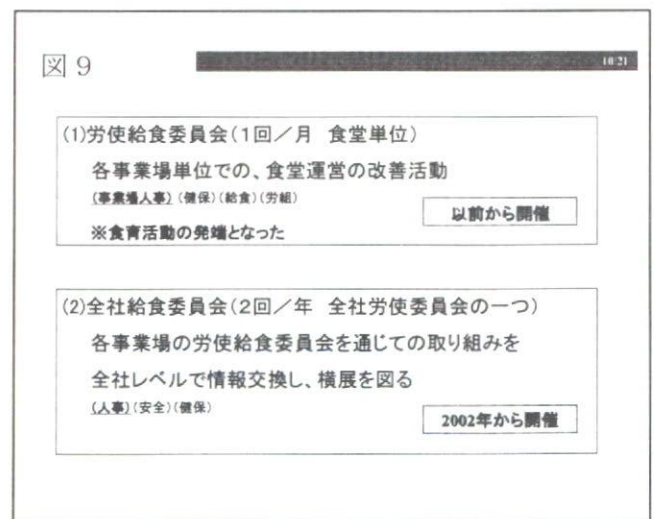 図9
10:21
(1)労使給食委員会(1回／月　食堂単位)
各事業場単位での、食堂運営の改善活動
(事業場人事)(健保)(給食)(労組)
以前から開催
※食育活動の発端となった
(2)全社給食委員会(2回／年　全社労使委員会の一つ)
各事業場の労使給食委員会を通じての取り組みを
全社レベルで情報交換し、横展を図る
(人事)(安全)(健保)
2002年から開催